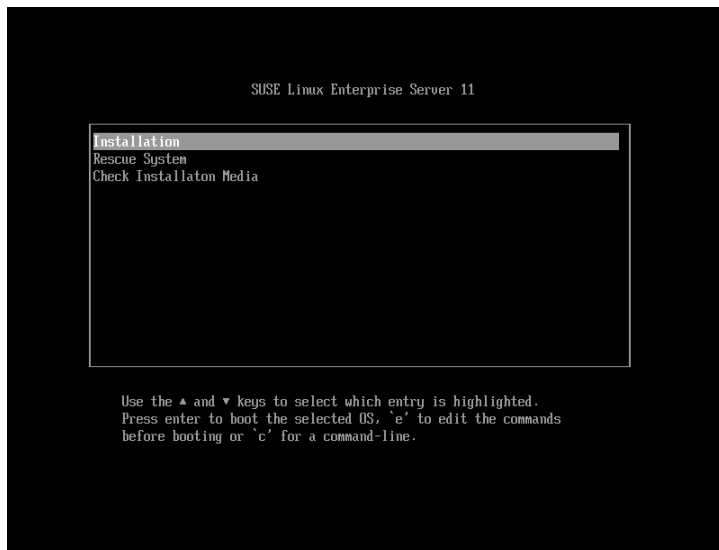 SUSE Linux Enterprise Server 11
Installation
Rescue System
Check Installaton Media
Use the ▲ and ▼ keys to select which entry is highlighted.
Press enter to boot the selected OS, `e' to edit the commands
before booting or `c' for a command-line.